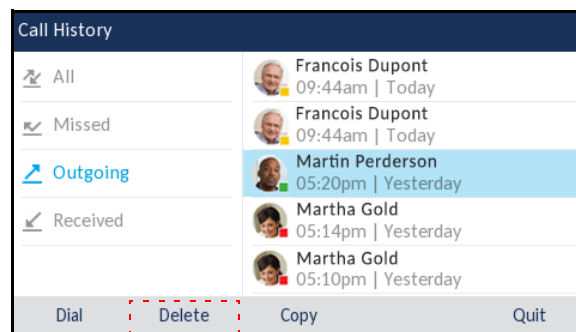 Call History
All
Missed
Outgoing
Received
Francois Dupont
09:44am | Today
Francois Dupont
09:44am | Today
Martin Perderson
05:20pm | Yesterday
Martha Gold
05:14pm | Yesterday
Martha Gold
05:10pm | Yesterday
Dial Delete Copy Quit